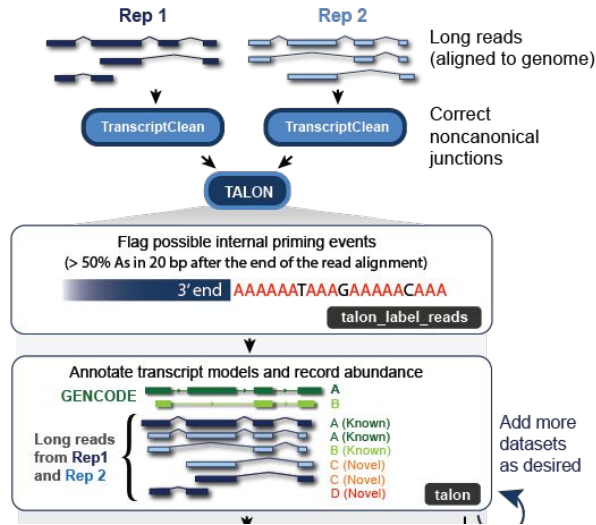 Rep 1
Rep 2
Long reads
(aligned to genome)
TranscriptClean
TranscriptClean
Correct
noncanonical
junctions
TALON
Flag possible internal priming events
(> 50% As in 20 bp after the end of the read alignment)
3' end AAAAAATAAAGAAAAACAAA
talon_label_reads
Annotate transcript models and record abundance
GENCODE
A
B
Long reads
from Rep1
and Rep 2
A (Known)
A (Known)
B (Known)
C (Novel)
C (Novel)
D (Novel)
talon
Add more
datasets
as desired